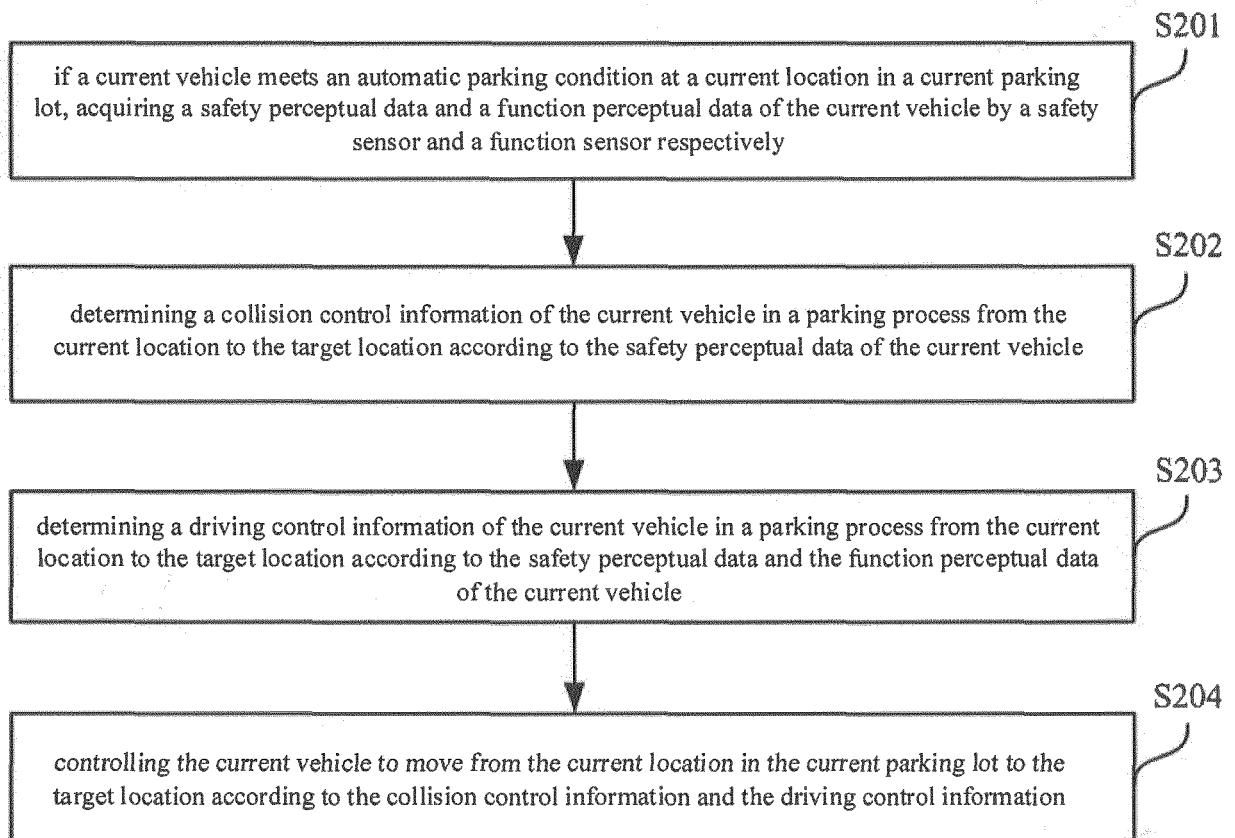 S201
if a current vehicle meets an automatic parking condition at a current location in a current parking
lot, acquiring a safety perceptual data and a function perceptual data of the current vehicle by a safety
sensor and a function sensor respectively
S202
determining a collision control information of the current vehicle in a parking process from the
current location to the target location according to the safety perceptual data of the current vehicle
S203
determining a driving control information of the current vehicle in a parking process from the current
location to the target location according to the safety perceptual data and the function perceptual data
of the current vehicle
S204
controlling the current vehicle to move from the current location in the current parking lot to the
target location according to the collision control information and the driving control information